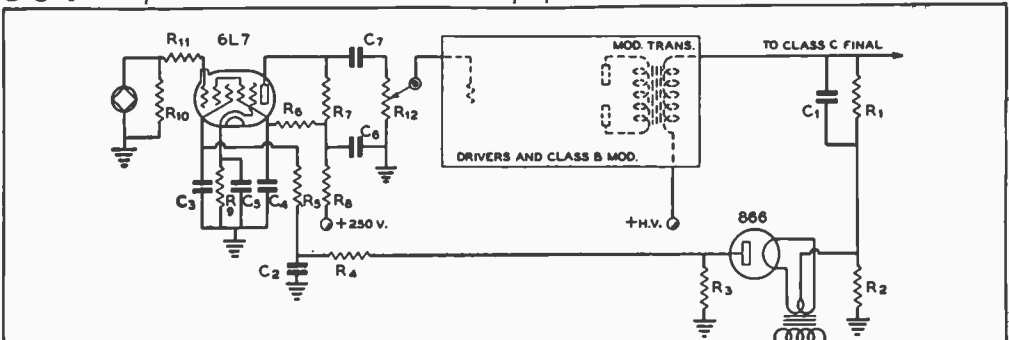 R11
6L7
C7
MOD. TRANS.
TO CLASS C FINAL
R10
R6
R7
R12
C1
R1
C6
DRIVERS AND CLASS B MOD.
C3
R9
C5
C4
R5
R8
+250 V.
+H.V.
866
C2
R4
R3
R2